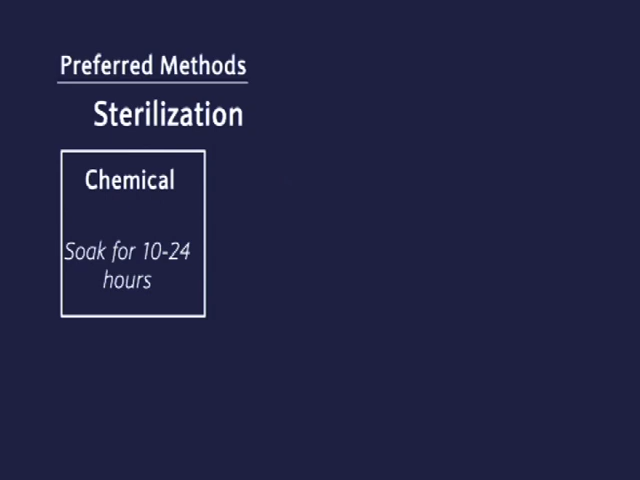 Preferred Methods
Sterilization
Chemical
Soak for 10-24
hours